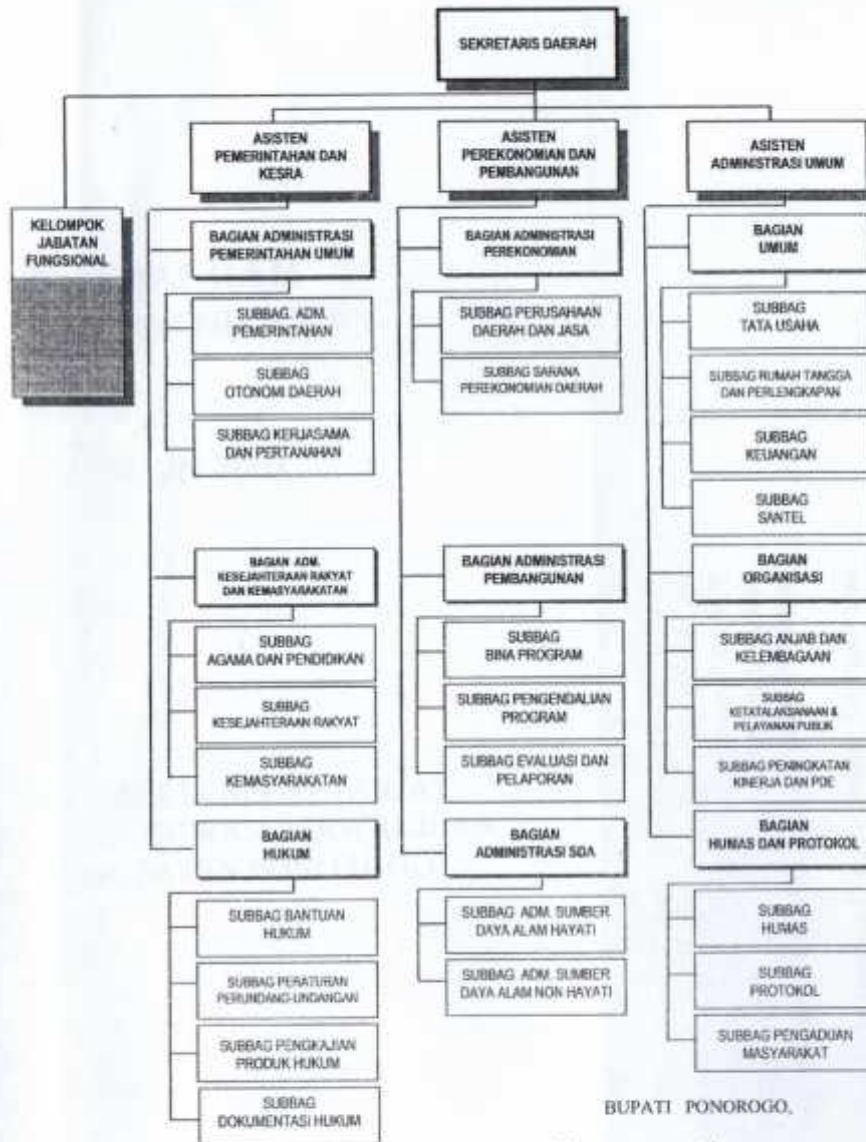 SEKRETARIS DAERAH
ASISTEN
PEMERINTAHAN DAN
KESRA
ASISTEN
PEREKONOMIAN DAN
PEMBANGUNAN
ASISTEN
ADMINISTRASI UMUM
KELOMPOK
JABATAN
FUNGSIONAL
BAGIAN ADMINISTRASI
PEMERINTAHAN UMUM
SUBBAG. ADM.
PEMERINTAHAN
SUBBAG
OTONOMI DAERAH
SUBBAG KERJASAMA
DAN PERTANAHAN
BAGIAN ADM.
KESEJAHTERAAN RAKYAT
DAN KEMASYARAKATAN
SUBBAG
AGAMA DAN PENDIDIKAN
SUBBAG
KESEJAHTERAAN RAKYAT
SUBBAG
KEMASYARAKATAN
BAGIAN
HUKUM
SUBBAG BANTUAN
HUKUM
SUBBAG PERATURAN
PERUNDANG-UNDANGAN
SUBBAG PENGKAJIAN
PRODUK HUKUM
SUBBAG
DOKUMENTASI HUKUM
BAGIAN ADMINISTRASI
PEREKONOMIAN
SUBBAG PERUSAHAAN
DAERAH DAN JASA
SUBBAG SARANA
PEREKONOMIAN DAERAH
BAGIAN ADMINISTRASI
PEMBANGUNAN
SUBBAG
BINA PROGRAM
SUBBAG PENGENDALIAN
PROGRAM
SUBBAG EVALUASI DAN
PELAPORAN
BAGIAN
ADMINISTRASI SDA
SUBBAG ADM. SUMBER
DAYA ALAM HAYATI
SUBBAG ADM. SUMBER
DAYA ALAM NON HAYATI
BAGIAN
UMUM
SUBBAG
TATA USAHA
SUBBAG RUMAH TANGGA
DAN PERLENGKAPAN
SUBBAG
KEUANGAN
SUBBAG
SANTEL
BAGIAN
ORGANISASI
SUBBAG ANJAB DAN
KELEMBAGAAN
SUBBAG
KETATALAKSANAAN &
PELAYANAN PUBLIK
SUBBAG PENINGKATAN
KINERJA DAN PDE
BAGIAN
HUMAS DAN PROTOKOL
SUBBAG
HUMAS
SUBBAG
PROTOKOL
SUBBAG PENGADUAN
MASYARAKAT
BUPATI PONOROGO,